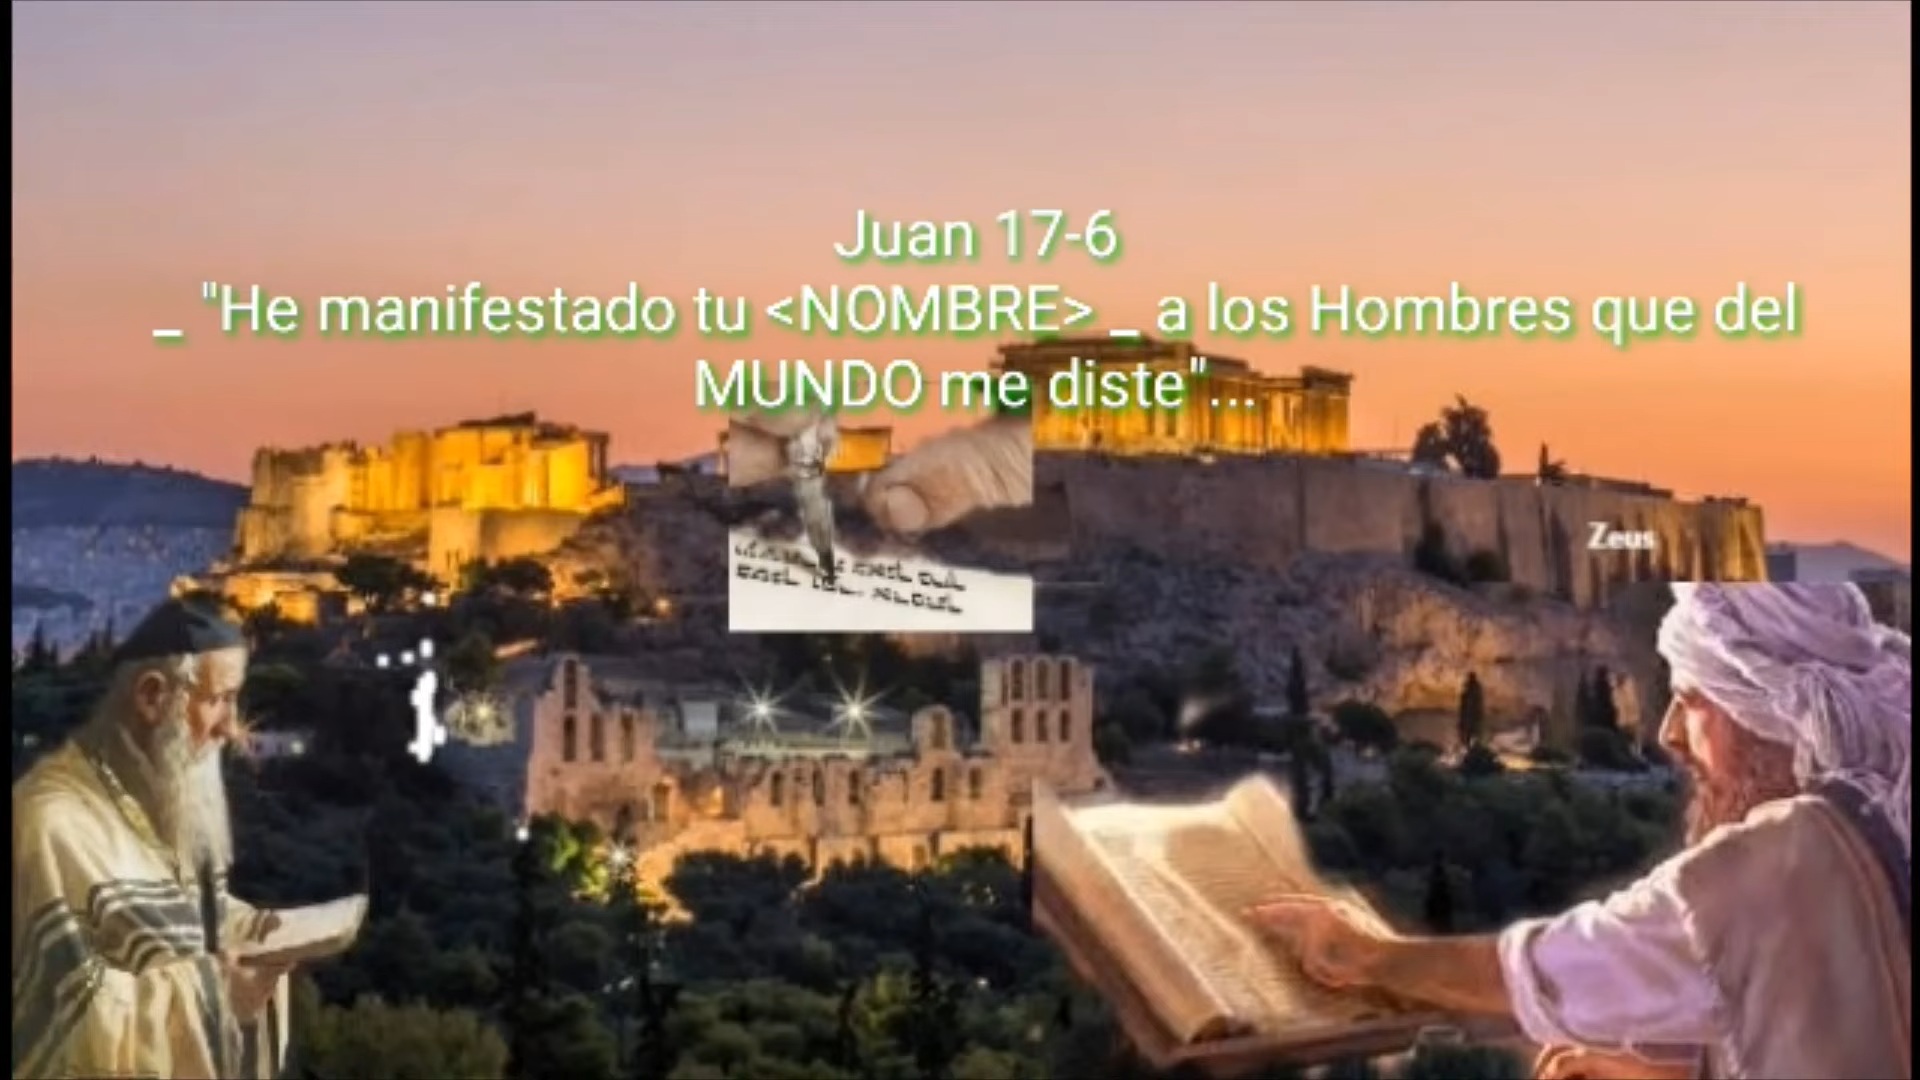 Juan 17-6
_ "He manifestado tu <NOMBRE> _ a los Hombres que del
MUNDO me diste"...
Zeus